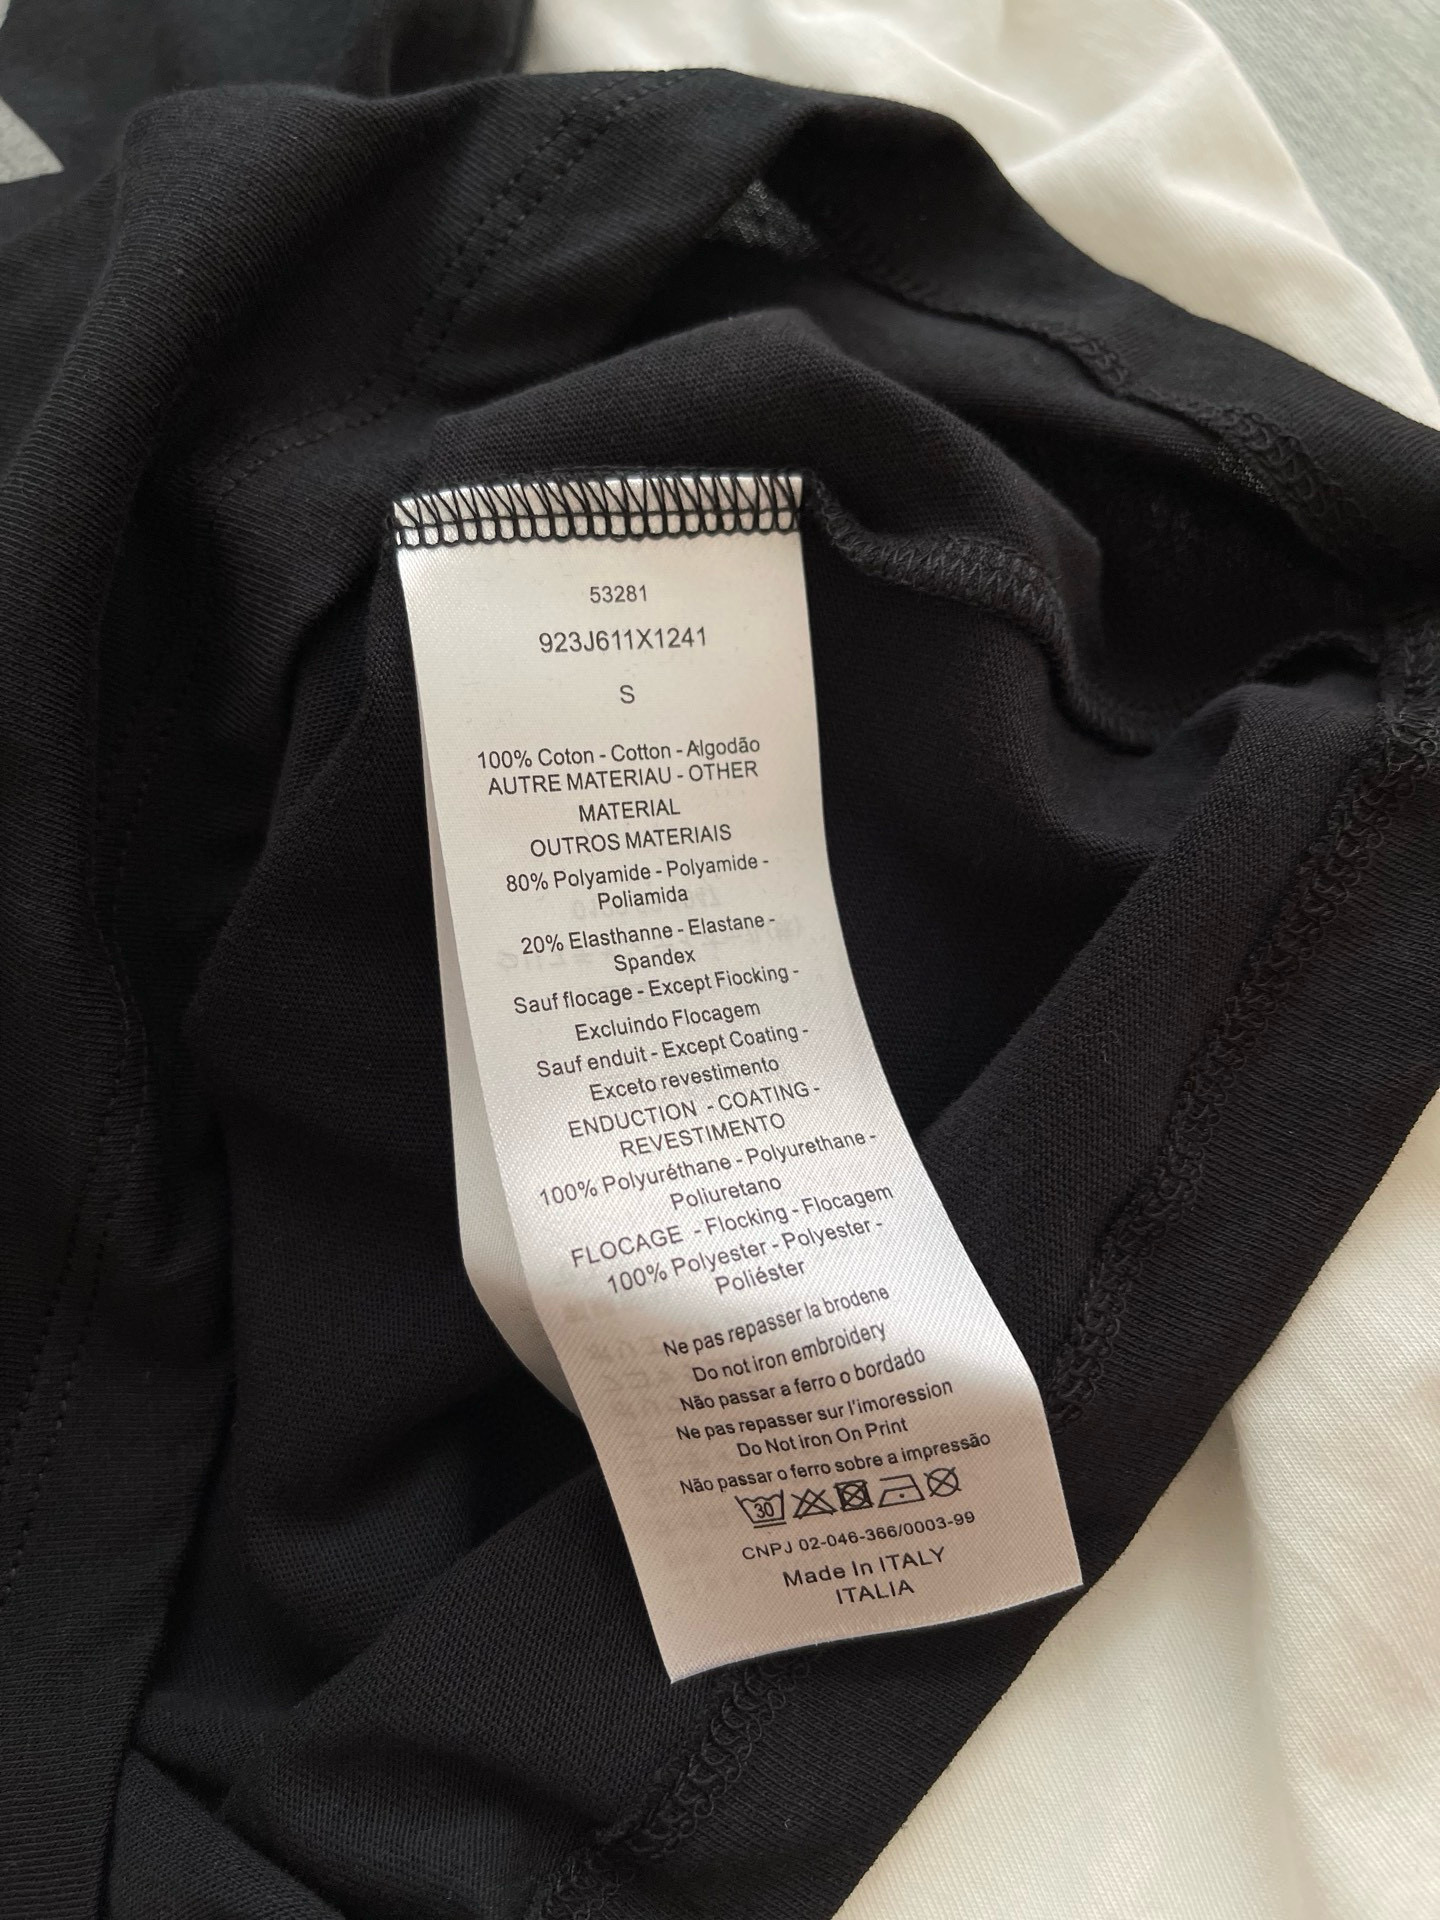 53281
923J611X1241
S
100% Coton - Cotton - Algodão
AUTRE MATERIAU - OTHER
MATERIAL
OUTROS MATERIAIS
80% Polyamide - Polyamide -
Poliamida
20% Elasthanne - Elastane -
Spandex
Sauf flocage - Except Fiocking -
Excluindo Flocagem
Sauf enduit - Except Coating -
Exceto revestimento
ENDUCTION - COATING -
REVESTIMENTO
100% Polyuréthane - Polyurethane -
Poliuretano
FLOCAGE - Flocking - Flocagem
100% Polyester - Polyester -
Poliéster
Ne pas repasser la brodene
Do not iron embroidery
Não passar a ferro o bordado
Ne pas repasser sur l'imoression
Do Not iron On Print
Não passar o ferro sobre a impressão
30
CNPJ 02-046-366/0003-99
Made In ITALY
ITALIA